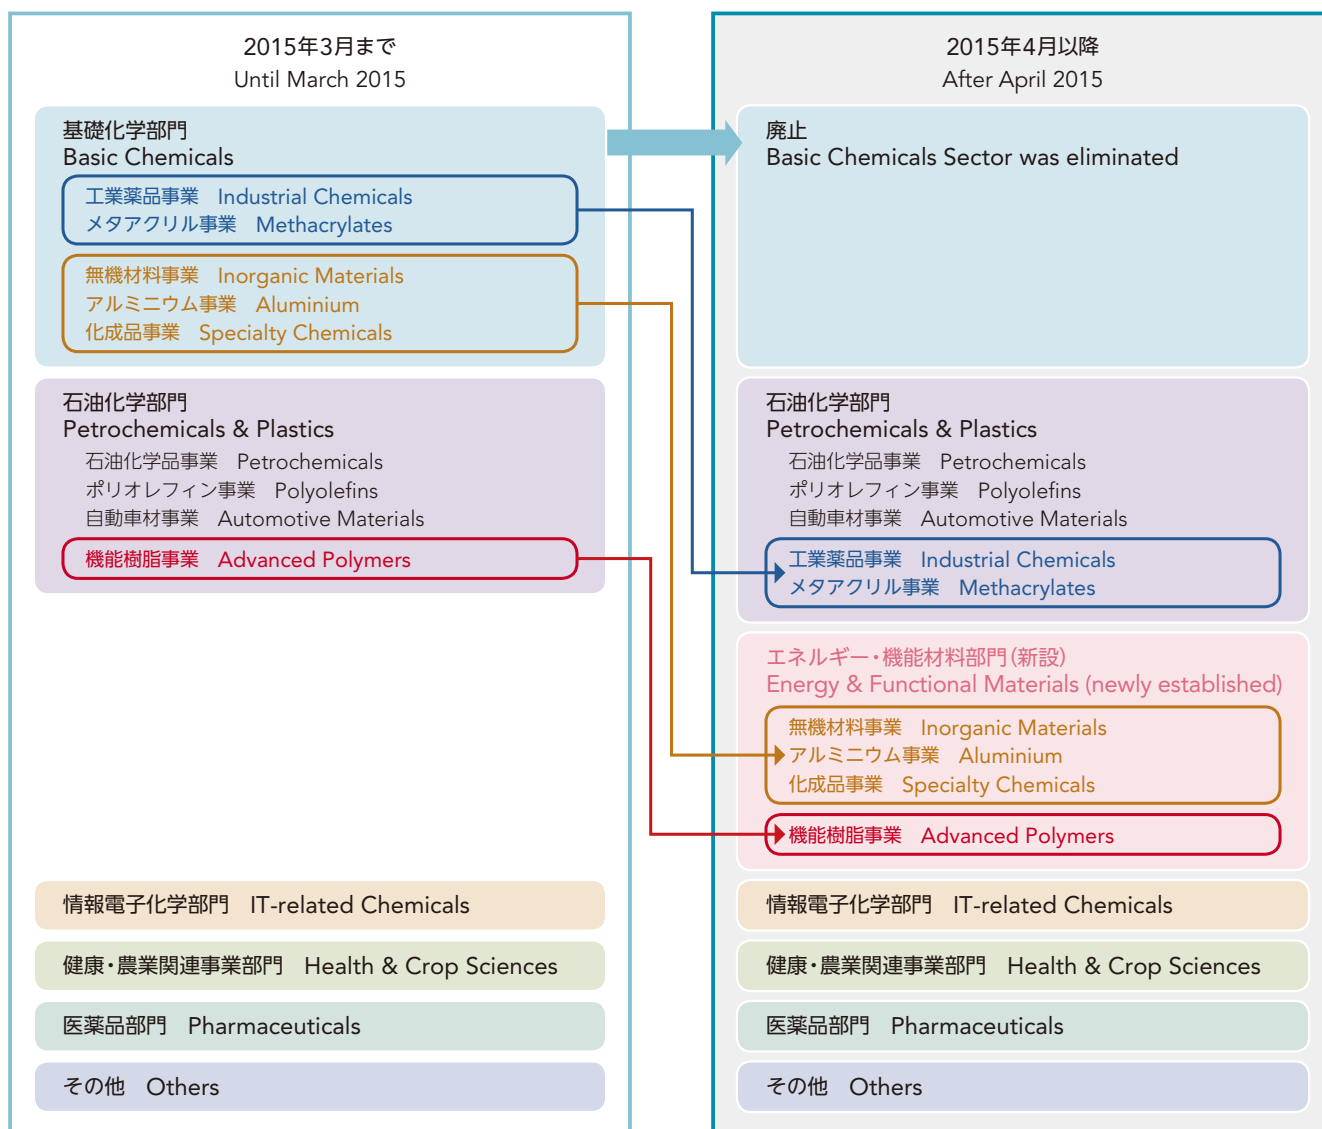 2015年3月まで
Until March 2015
基礎化学部門
Basic Chemicals
工業薬品事業 Industrial Chemicals
メタアクリル事業 Methacrylates
無機材料事業 Inorganic Materials
アルミニウム事業 Aluminium
化成品事業 Specialty Chemicals
石油化学部門
Petrochemicals & Plastics
石油化学品事業 Petrochemicals
ポリオレフィン事業 Polyolefins
自動車材事業 Automotive Materials
機能樹脂事業 Advanced Polymers
情報電子化学部門 IT-related Chemicals
健康・農業関連事業部門 Health & Crop Sciences
医薬品部門 Pharmaceuticals
その他 Others
2015年4月以降
After April 2015
廃止
Basic Chemicals Sector was eliminated
石油化学部門
Petrochemicals & Plastics
石油化学品事業 Petrochemicals
ポリオレフィン事業 Polyolefins
自動車材事業 Automotive Materials
工業薬品事業 Industrial Chemicals
メタアクリル事業 Methacrylates
エネルギー・機能材料部門(新設)
Energy & Functional Materials (newly established)
無機材料事業 Inorganic Materials
アルミニウム事業 Aluminium
化成品事業 Specialty Chemicals
機能樹脂事業 Advanced Polymers
情報電子化学部門 IT-related Chemicals
健康・農業関連事業部門 Health & Crop Sciences
医薬品部門 Pharmaceuticals
その他 Others